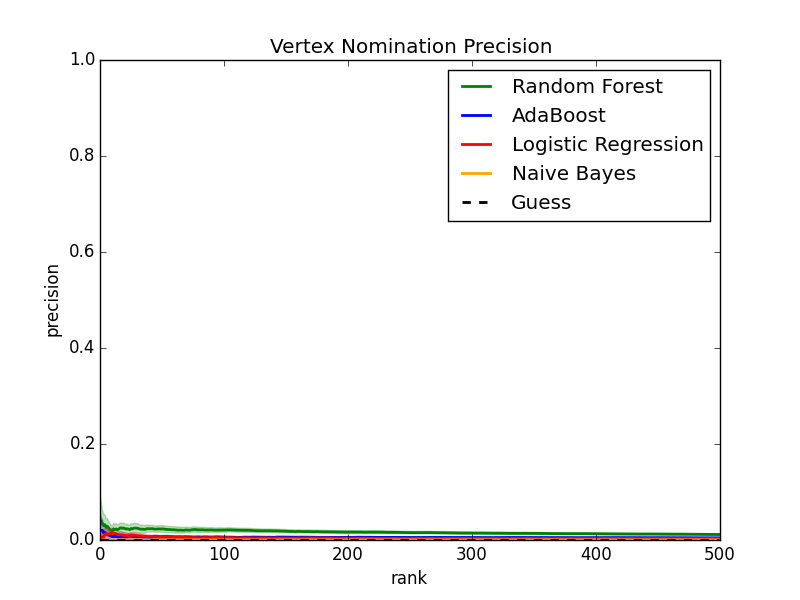 Vertex Nomination Precision
1.0
0.8
0.6
0.4
0.2
0.0
precision
Random Forest
AdaBoost
Logistic Regression
Naive Bayes
Guess
0 100 200 300 400 500
rank